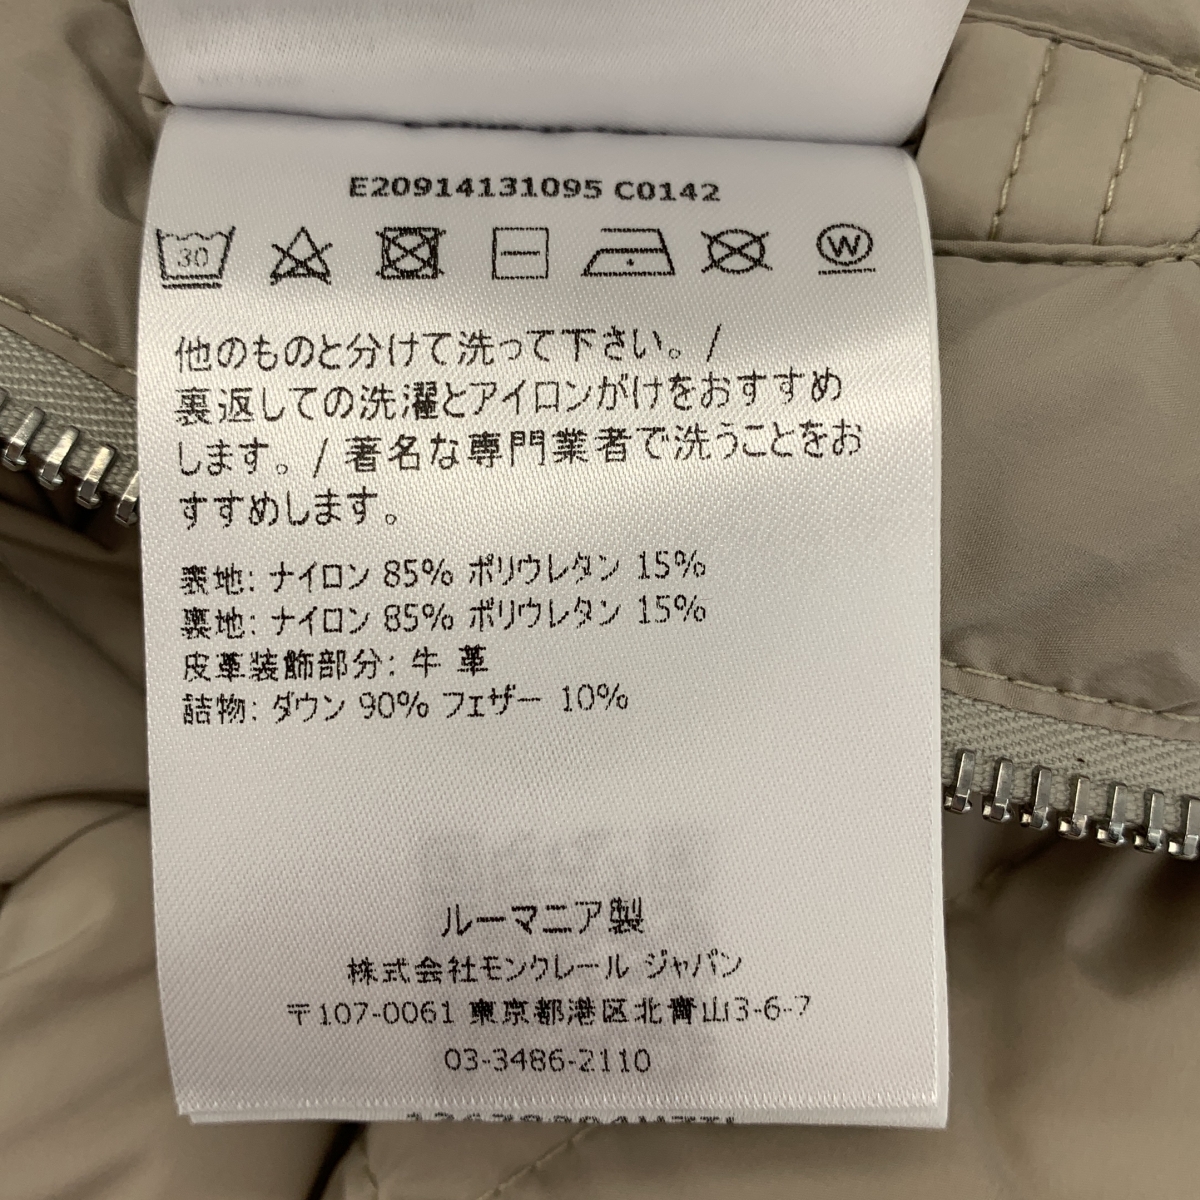 E20914131095 C0142
30
W
他のものと分けて洗って下さい。/
裏返しての洗濯とアイロンがけをおすすめ
します。/ 著名な専門業者で洗うことをお
すすめします。
表地: ナイロン 85% ポリウレタン 15%
裏地: ナイロン 85% ポリウレタン 15%
皮革装飾部分: 牛 革
詰物: ダウン 90% フェザー 10%
ルーマニア製
株式会社モンクレール ジャパン
〒107-0061 東京都港区北青山3-6-7
03-3486-2110